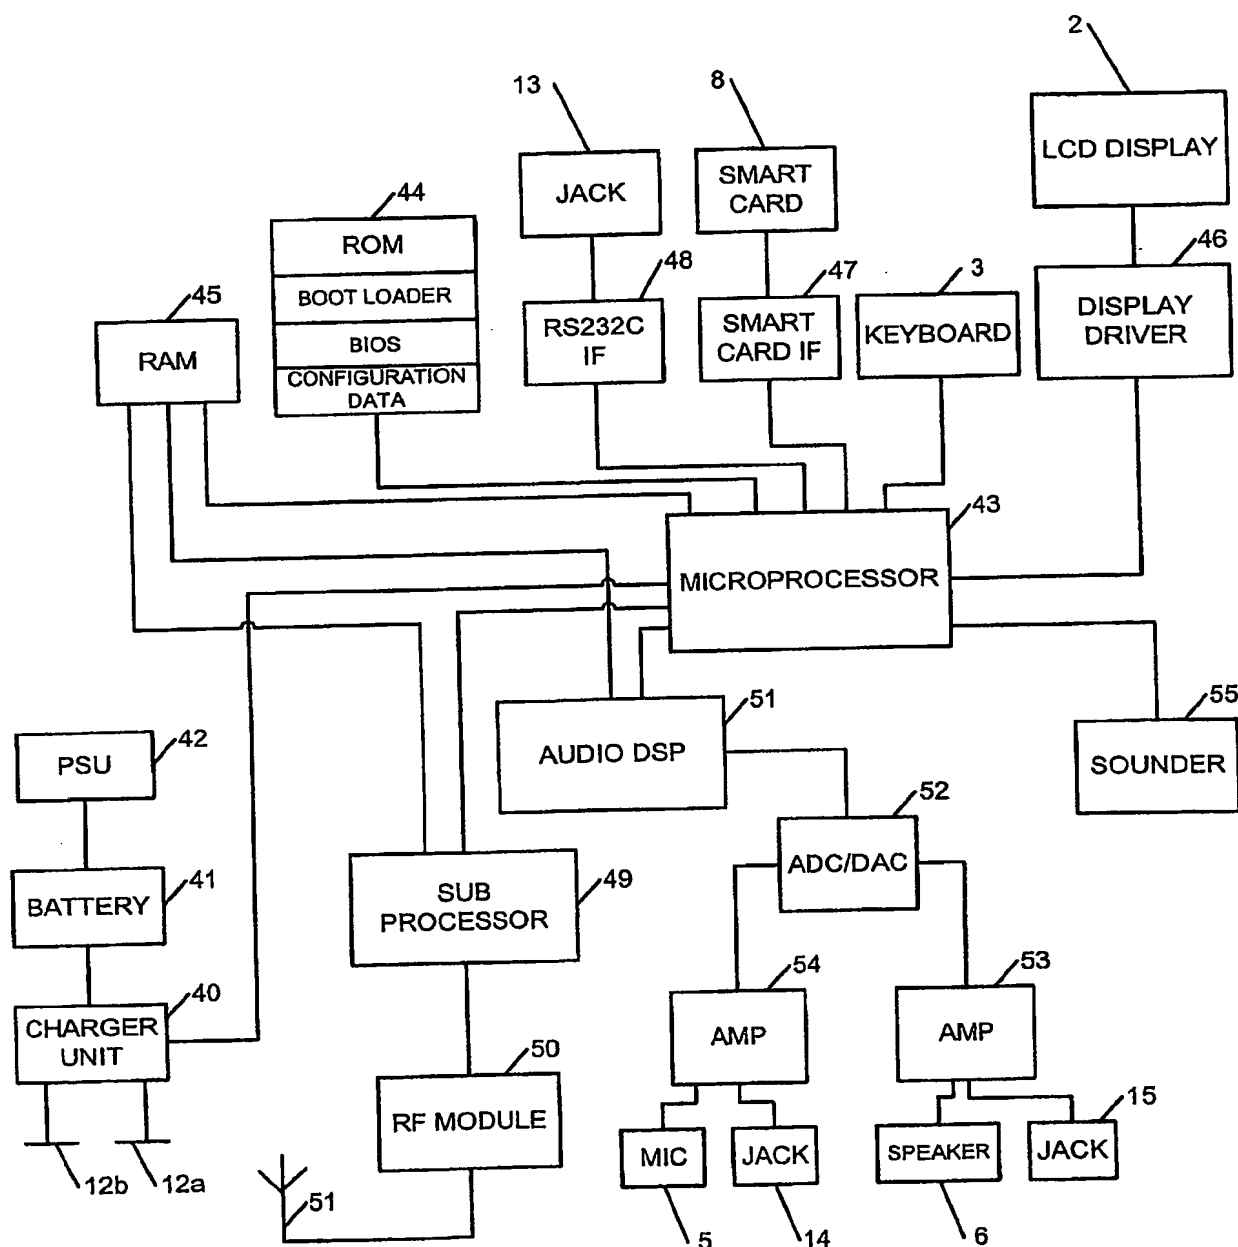 2
13
8
LCD DISPLAY
JACK
SMART
CARD
44
ROM
46
48
47
3
45
BOOT LOADER
RS232C
IF
SMART
CARD IF
KEYBOARD
DISPLAY
DRIVER
RAM
BIOS
CONFIGURATION
DATA
43
MICROPROCESSOR
51
55
42
AUDIO DSP
PSU
SOUNDER
52
41
49
ADC/DAC
BATTERY
SUB
PROCESSOR
54
53
40
CHARGER
UNIT
AMP
AMP
50
RF MODULE
15
MIC
JACK
SPEAKER
JACK
12b
12a
51
5
14
6